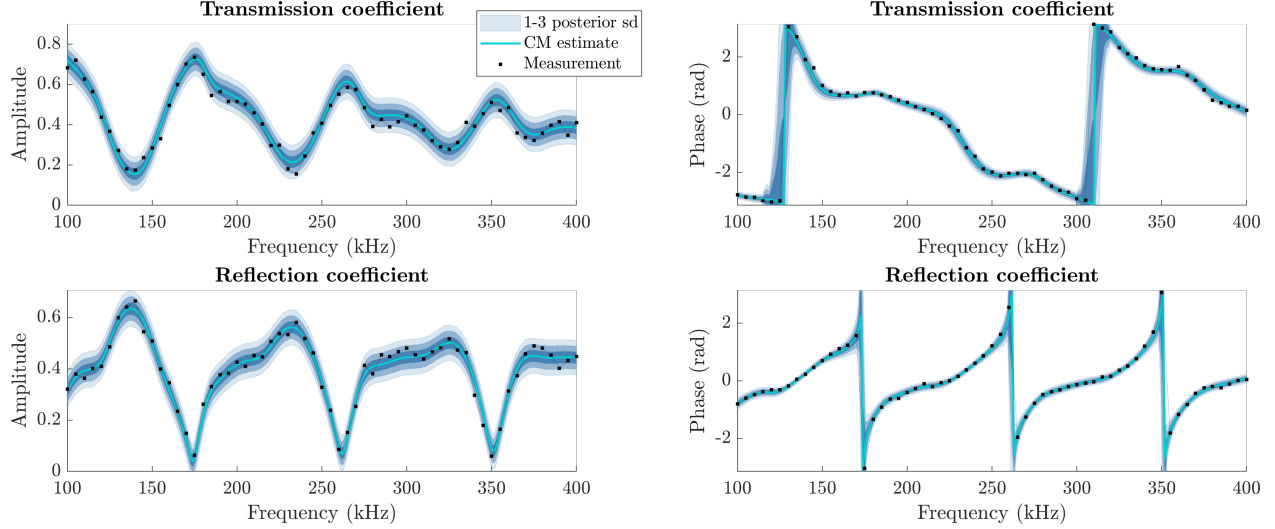 Transmission coefficient
1-3 posterior sd
CM estimate
Measurement
Amplitude
0.8
0.6
0.4
0.2
0
100 150 200 250 300 350 400
Frequency (kHz)
Transmission coefficient
Phase (rad)
2
0
-2
100 150 200 250 300 350 400
Frequency (kHz)
Reflection coefficient
Amplitude
0.6
0.4
0.2
0
100 150 200 250 300 350 400
Frequency (kHz)
Reflection coefficient
Phase (rad)
2
0
-2
100 150 200 250 300 350 400
Frequency (kHz)